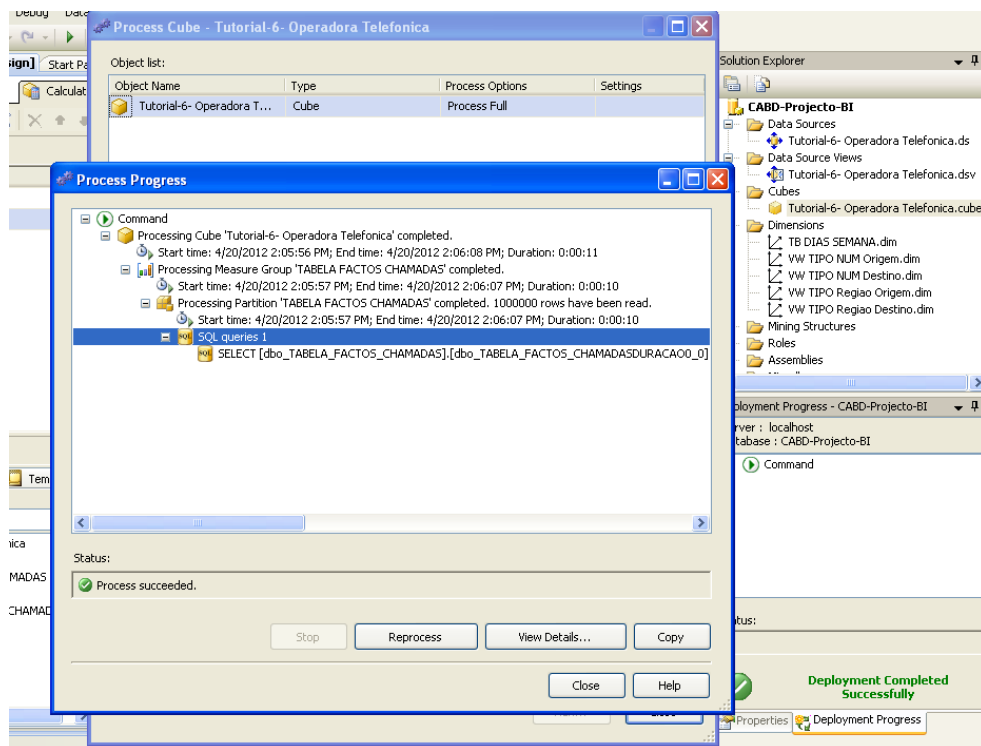 Debug Data
Process Cube - Tutorial-6- Operadora Telefonica
Start Pa
Calculat
Object list:
Object Name Type Process Options Settings
Tutorial-6- Operadora T... Cube Process Full
Process Progress
Command
Processing Cube 'Tutorial-6- Operadora Telefonica' completed.
Start time: 4/20/2012 2:05:56 PM; End time: 4/20/2012 2:06:08 PM; Duration: 0:00:11
Processing Measure Group 'TABELA FACTOS CHAMADAS' completed.
Start time: 4/20/2012 2:05:57 PM; End time: 4/20/2012 2:06:07 PM; Duration: 0:00:10
Processing Partition 'TABELA FACTOS CHAMADAS' completed. 1000000 rows have been read.
Start time: 4/20/2012 2:05:57 PM; End time: 4/20/2012 2:06:07 PM; Duration: 0:00:10
SQL queries 1
SELECT [dbo_TABELA_FACTOS_CHAMADAS].[dbo_TABELA_FACTOS_CHAMADASDURACAO0_0]
Tem
nica
MADAS
CHAMAD
Status:
Process succeeded.
Stop Reprocess View Details... Copy
Close Help
Solution Explorer
CABD-Projecto-BI
Data Sources
Tutorial-6- Operadora Telefonica.ds
Data Source Views
Tutorial-6- Operadora Telefonica.dsv
Cubes
Tutorial-6- Operadora Telefonica.cube
Dimensions
TB DIAS SEMANA.dim
VW TIPO NUM Origem.dim
VW TIPO NUM Destino.dim
VW TIPO Regiao Origem.dim
VW TIPO Regiao Destino.dim
Mining Structures
Roles
Assemblies
ployment Progress - CABD-Projecto-BI
rver : localhost
tabase : CABD-Projecto-BI
Command
tus:
Deployment Completed
Successfully
Properties Deployment Progress